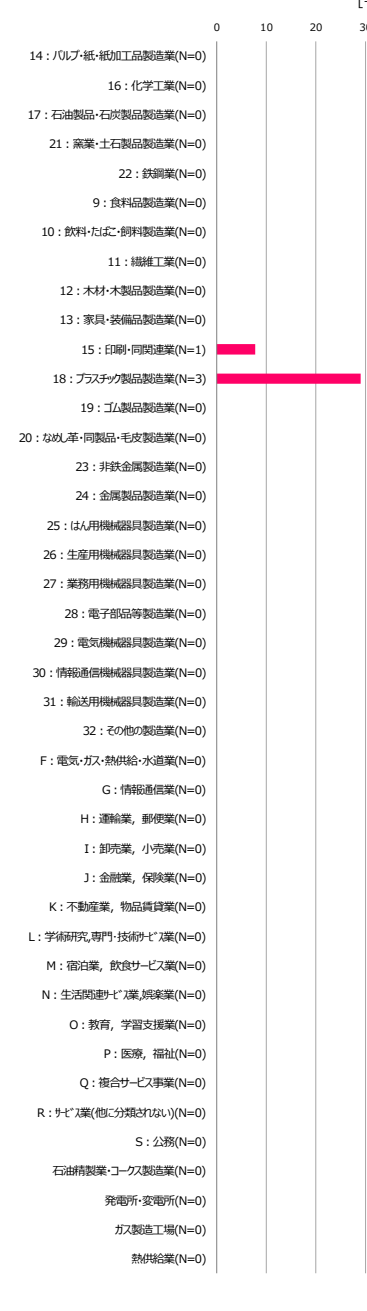 0 10 20
14：パルプ・紙・紙加工品製造業(N=0)
16：化学工業(N=0)
17：石油製品・石炭製品製造業(N=0)
21：窯業・土石製品製造業(N=0)
22：鉄鋼業(N=0)
9：食料品製造業(N=0)
10：飲料・たばこ・飼料製造業(N=0)
11：繊維工業(N=0)
12：木材・木製品製造業(N=0)
13：家具・装備品製造業(N=0)
15：印刷・同関連業(N=1)
18：プラスチック製品製造業(N=3)
19：ゴム製品製造業(N=0)
20：なめし革・同製品・毛皮製造業(N=0)
23：非鉄金属製造業(N=0)
24：金属製品製造業(N=0)
25：はん用機械器具製造業(N=0)
26：生産用機械器具製造業(N=0)
27：業務用機械器具製造業(N=0)
28：電子部品等製造業(N=0)
29：電気機械器具製造業(N=0)
30：情報通信機械器具製造業(N=0)
31：輸送用機械器具製造業(N=0)
32：その他の製造業(N=0)
F：電気・ガス・熱供給・水道業(N=0)
G：情報通信業(N=0)
H：運輸業，郵便業(N=0)
I：卸売業，小売業(N=0)
J：金融業，保険業(N=0)
K：不動産業，物品賃貸業(N=0)
L：学術研究,専門・技術ｻｰﾋﾞｽ業(N=0)
M：宿泊業，飲食サービス業(N=0)
N：生活関連ｻｰﾋﾞｽ業,娯楽業(N=0)
O：教育，学習支援業(N=0)
P：医療，福祉(N=0)
Q：複合サービス事業(N=0)
R：ｻｰﾋﾞｽ業(他に分類されない)(N=0)
S：公務(N=0)
石油精製業・コークス製造業(N=0)
発電所・変電所(N=0)
ガス製造工場(N=0)
熱供給業(N=0)